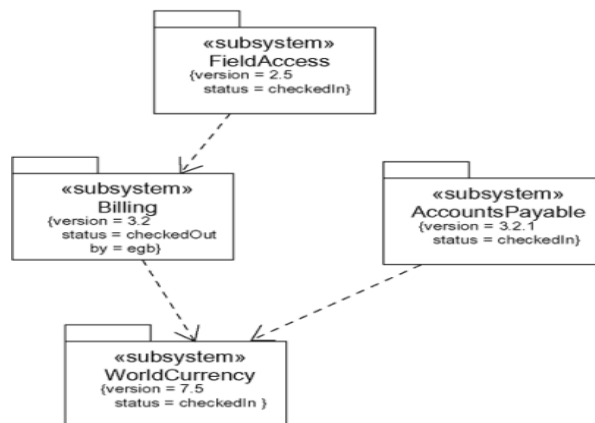 «subsystem»
FieldAccess
{version = 2.5
status = checkedIn}
«subsystem»
Billing
{version = 3.2
status = checkedOut
by = egb}
«subsystem»
AccountsPayable
{version = 3.2.1
status = checkedIn}
«subsystem»
WorldCurrency
{version = 7.5
status = checkedIn }